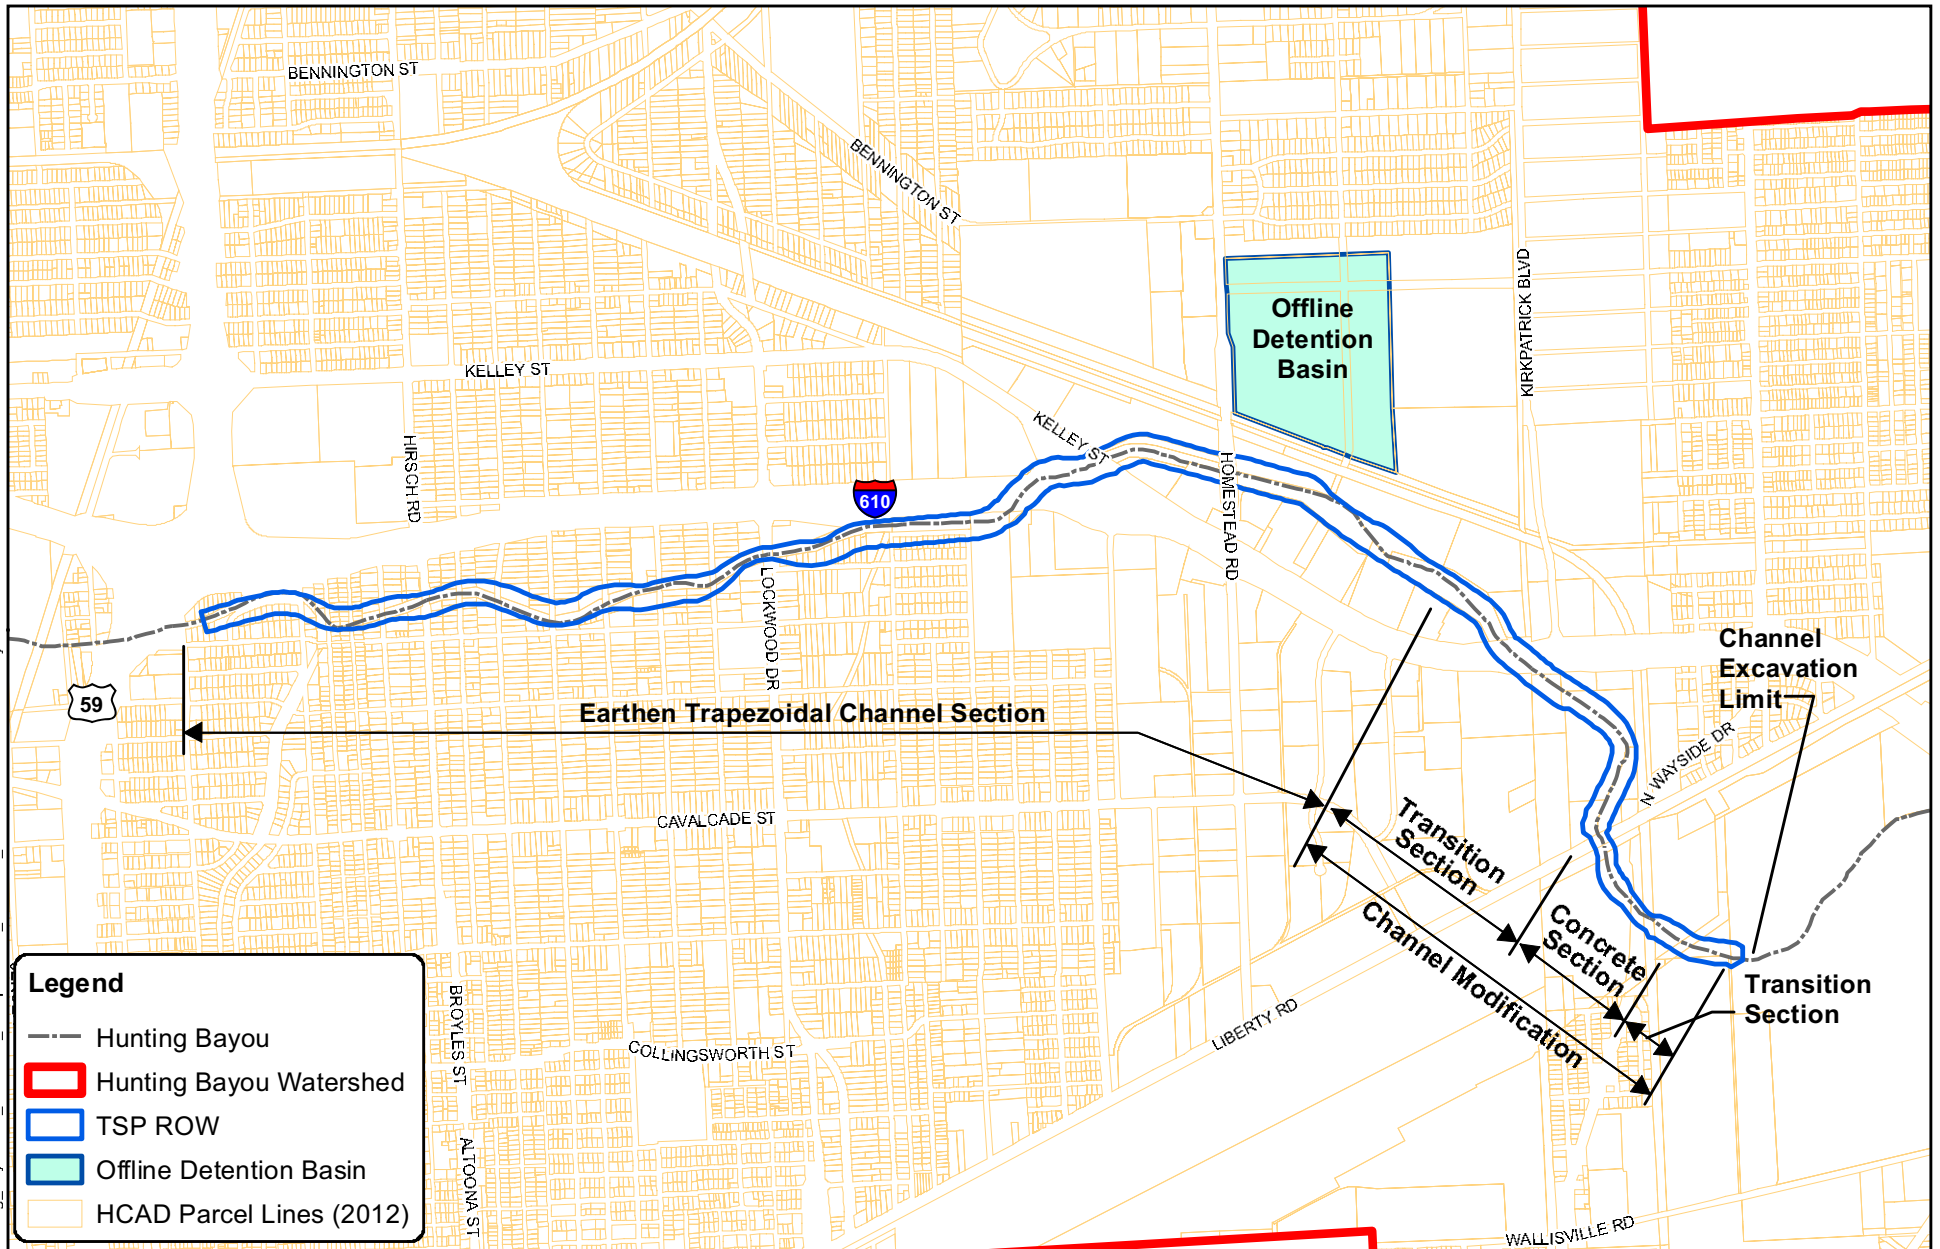 BENNINGTON ST
BENNINGTON ST
Offline
Detention
Basin
KIRKPATRICK BLVD
KELLEY ST
KELLEY ST
HIRSCH RD
610
HOMESTEAD RD
LOCKWOOD DR
59
Channel
Excavation
Limit
Earthen Trapezoidal Channel Section
N WAYSIDE DR
CAVALCADE ST
Transition
Section
Concrete
Section
Channel Modification
Transition
Section
LIBERTY RD
BROYLES ST
COLLINGSWORTH ST
ALTOONA ST
WALLISVILLE RD
Legend
Hunting Bayou
Hunting Bayou Watershed
TSP ROW
Offline Detention Basin
HCAD Parcel Lines (2012)